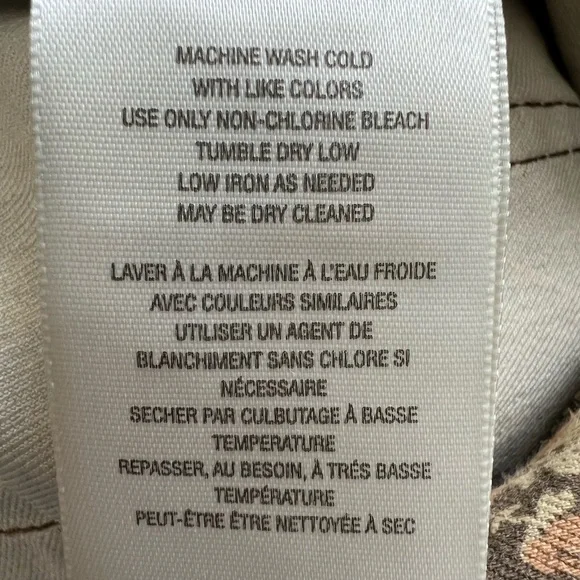 MACHINE WASH COLD
WITH LIKE COLORS
USE ONLY NON-CHLORINE BLEACH
TUMBLE DRY LOW
LOW IRON AS NEEDED
MAY BE DRY CLEANED
LAVER À LA MACHINE À L'EAU FROIDE
AVEC COULEURS SIMILAIRES
UTILISER UN AGENT DE
BLANCHIMENT SANS CHLORE SI
NÉCESSAIRE
SECHER PAR CULBUTAGE À BASSE
TEMPERATURE
REPASSER, AU BESOIN, À TRÉS BASSE
TEMPÉRATURE
PEUT-ÊTRE ÊTRE NETTOYÉE À SEC